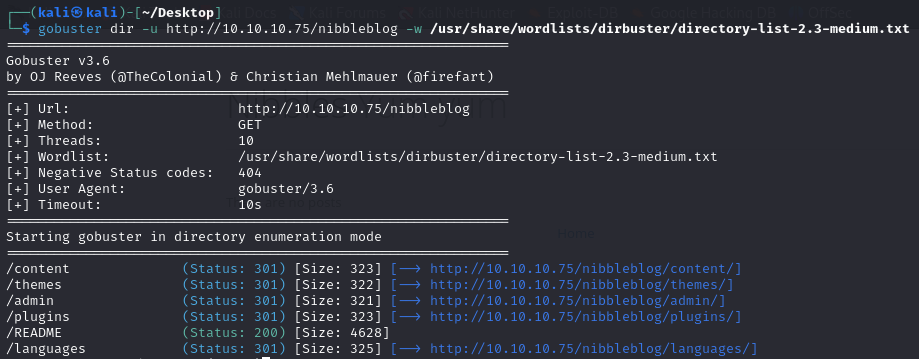 ┌──(kali㉿kali)-[~/Desktop]
└─$ gobuster dir -u http://10.10.10.75/nibbleblog -w /usr/share/wordlists/dirbuster/directory-list-2.3-medium.txt
===============================================================
Gobuster v3.6
by OJ Reeves (@TheColonial) & Christian Mehlmauer (@firefart)
===============================================================
[+] Url:                     http://10.10.10.75/nibbleblog
[+] Method:                  GET
[+] Threads:                 10
[+] Wordlist:                /usr/share/wordlists/dirbuster/directory-list-2.3-medium.txt
[+] Negative Status codes:   404
[+] User Agent:              gobuster/3.6
[+] Timeout:                 10s
===============================================================
Starting gobuster in directory enumeration mode
===============================================================
/content              (Status: 301) [Size: 323] [--> http://10.10.10.75/nibbleblog/content/]
/themes               (Status: 301) [Size: 322] [--> http://10.10.10.75/nibbleblog/themes/]
/admin                (Status: 301) [Size: 321] [--> http://10.10.10.75/nibbleblog/admin/]
/plugins              (Status: 301) [Size: 323] [--> http://10.10.10.75/nibbleblog/plugins/]
/README               (Status: 200) [Size: 4628]
/languages            (Status: 301) [Size: 325] [--> http://10.10.10.75/nibbleblog/languages/]